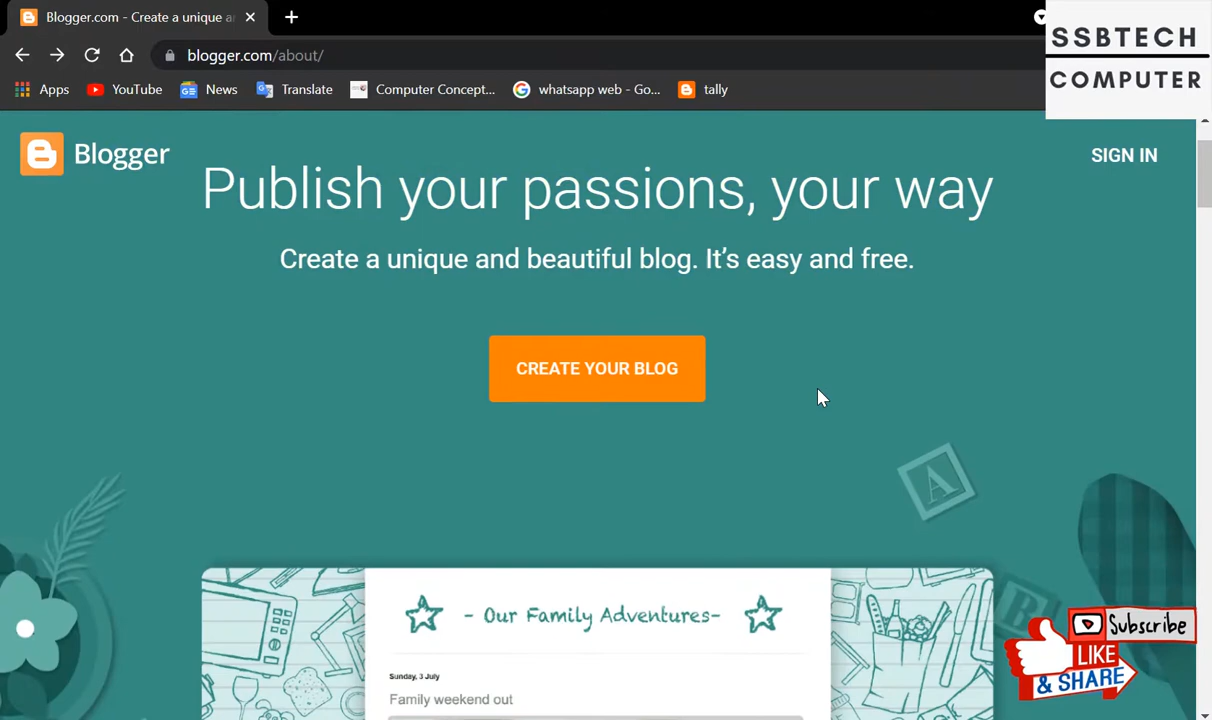 Blogger.com - Create a unique a
SSBTECH
COMPUTER
blogger.com/about/
Apps
YouTube
News
Translate
Computer Concept...
whatsapp web - Go...
tally
Blogger
SIGN IN
Publish your passions, your way
Create a unique and beautiful blog. It's easy and free.
CREATE YOUR BLOG
A
B
- Our Family Adventures-
Sunday, 3 July
Family weekend out
Subscribe
LIKE
& SHARE